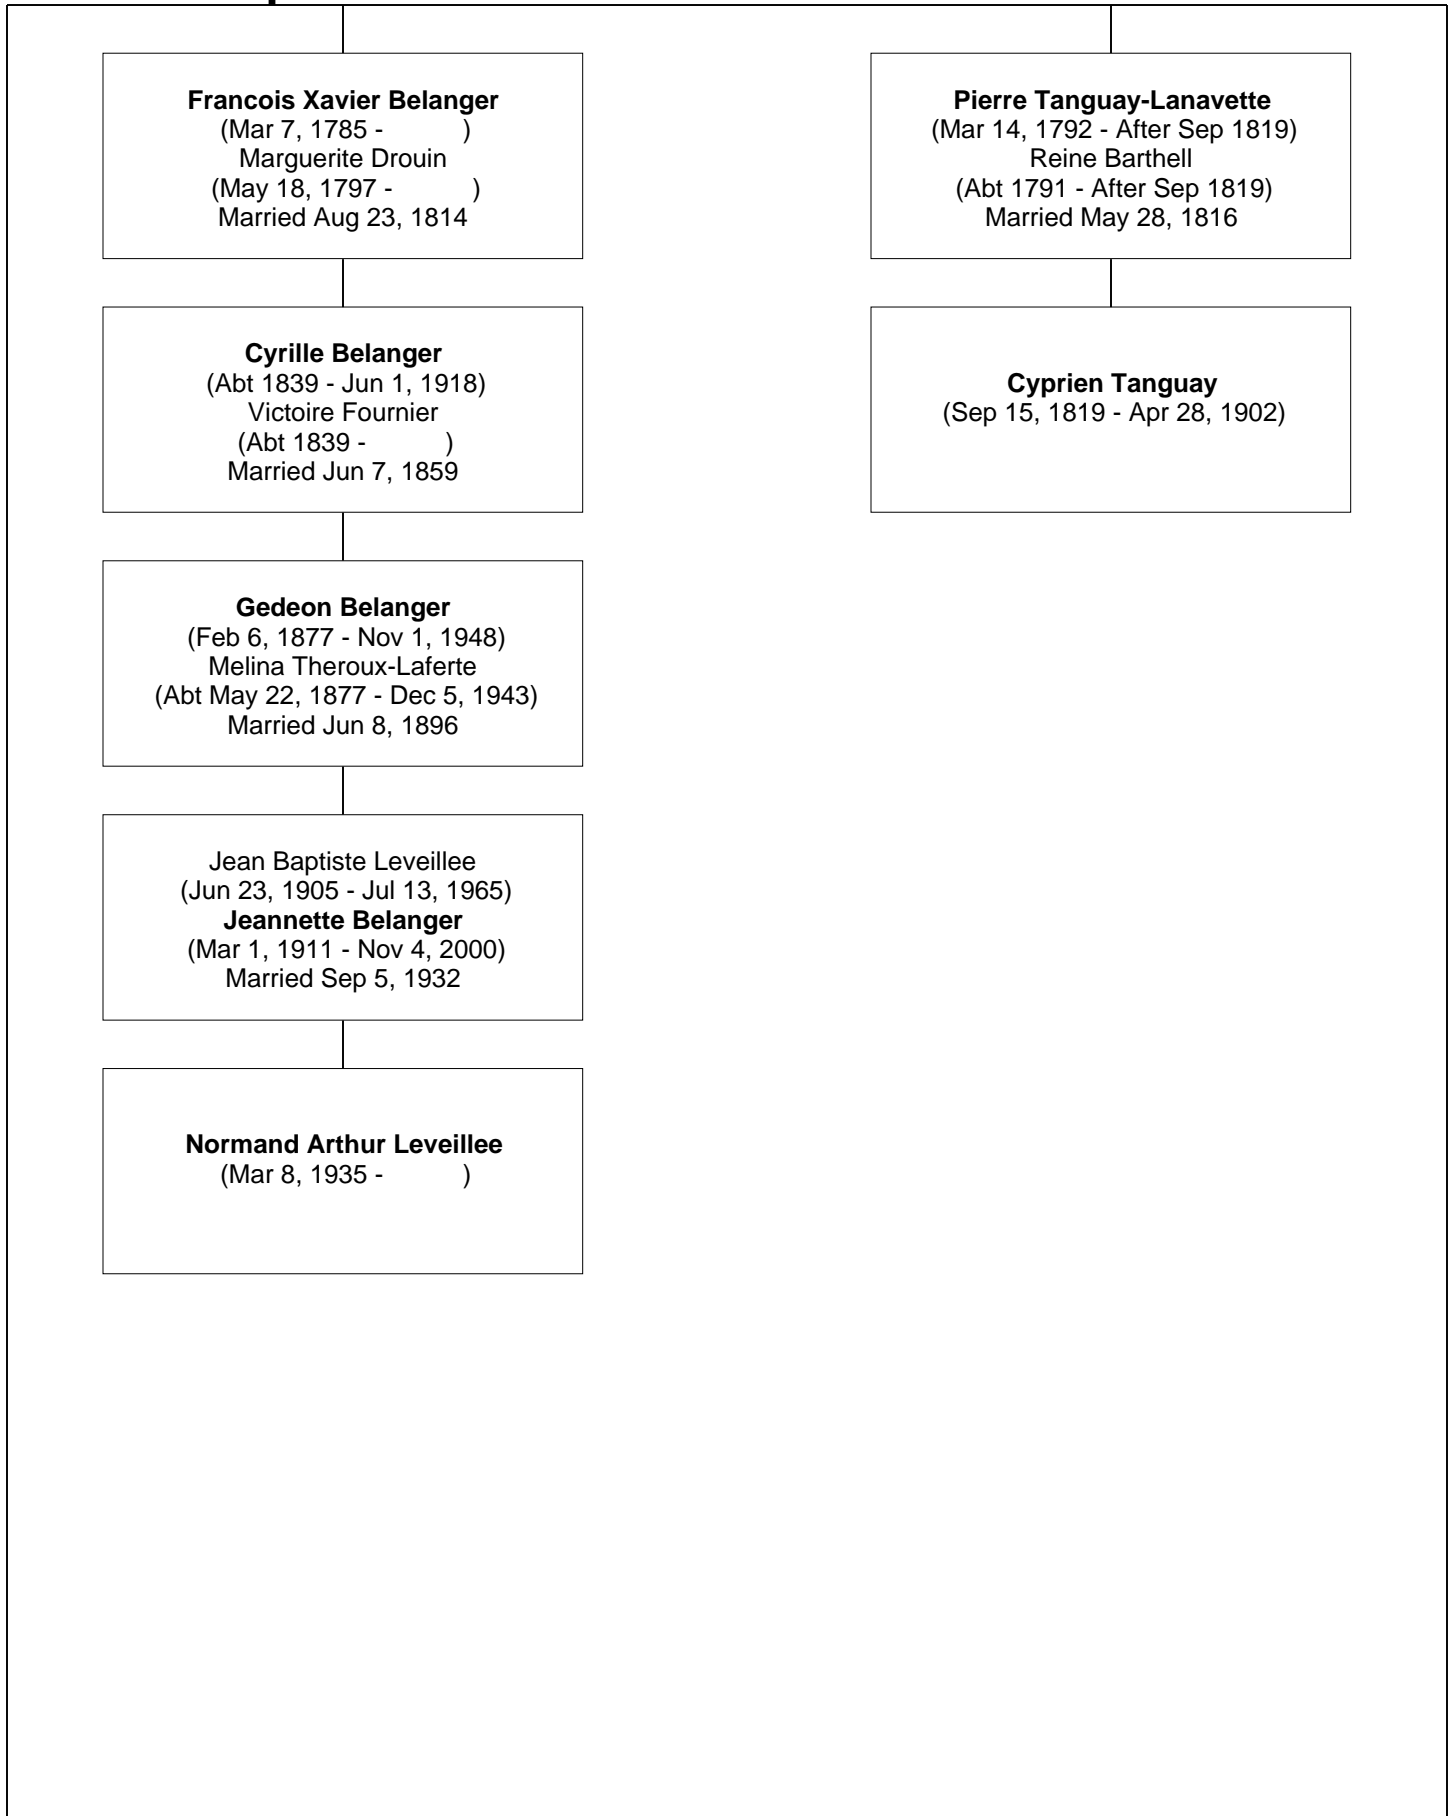 Francois Xavier Belanger
(Mar 7, 1785 - )
Marguerite Drouin
(May 18, 1797 - )
Married Aug 23, 1814
Pierre Tanguay-Lanavette
(Mar 14, 1792 - After Sep 1819)
Reine Barthell
(Abt 1791 - After Sep 1819)
Married May 28, 1816
Cyrille Belanger
(Abt 1839 - Jun 1, 1918)
Victoire Fournier
(Abt 1839 - )
Married Jun 7, 1859
Cyprien Tanguay
(Sep 15, 1819 - Apr 28, 1902)
Gedeon Belanger
(Feb 6, 1877 - Nov 1, 1948)
Melina Theroux-Laferte
(Abt May 22, 1877 - Dec 5, 1943)
Married Jun 8, 1896
Jean Baptiste Leveillee
(Jun 23, 1905 - Jul 13, 1965)
Jeannette Belanger
(Mar 1, 1911 - Nov 4, 2000)
Married Sep 5, 1932
Normand Arthur Leveillee
(Mar 8, 1935 - )